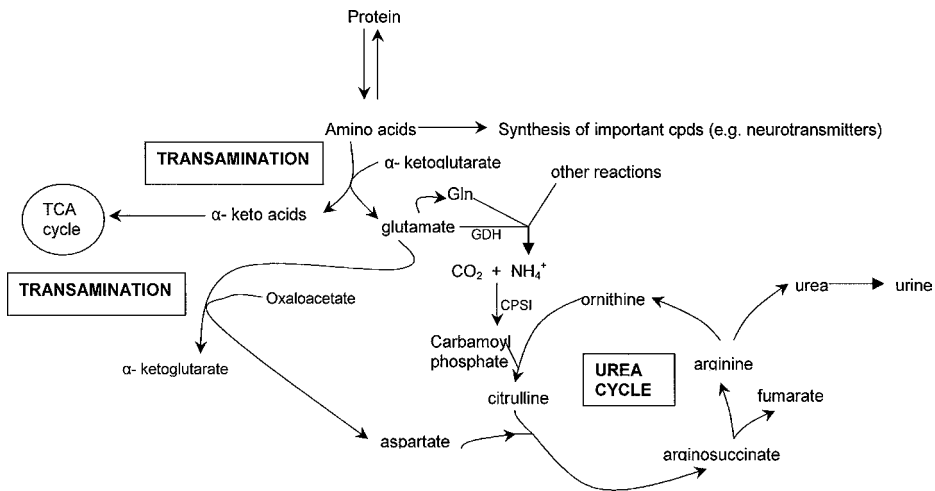 Protein
Amino acids
Synthesis of important cpds (e.g. neurotransmitters)
TRANSAMINATION
α- ketoglutarate
other reactions
TCA
cycle
α- keto acids
Gln
glutamate
GDH
CO2 + NH4+
TRANSAMINATION
Oxaloacetate
CPSI
ornithine
urea
urine
Carbamoyl
phosphate
α- ketoglutarate
UREA
CYCLE
arginine
citrulline
fumarate
aspartate
arginosuccinate